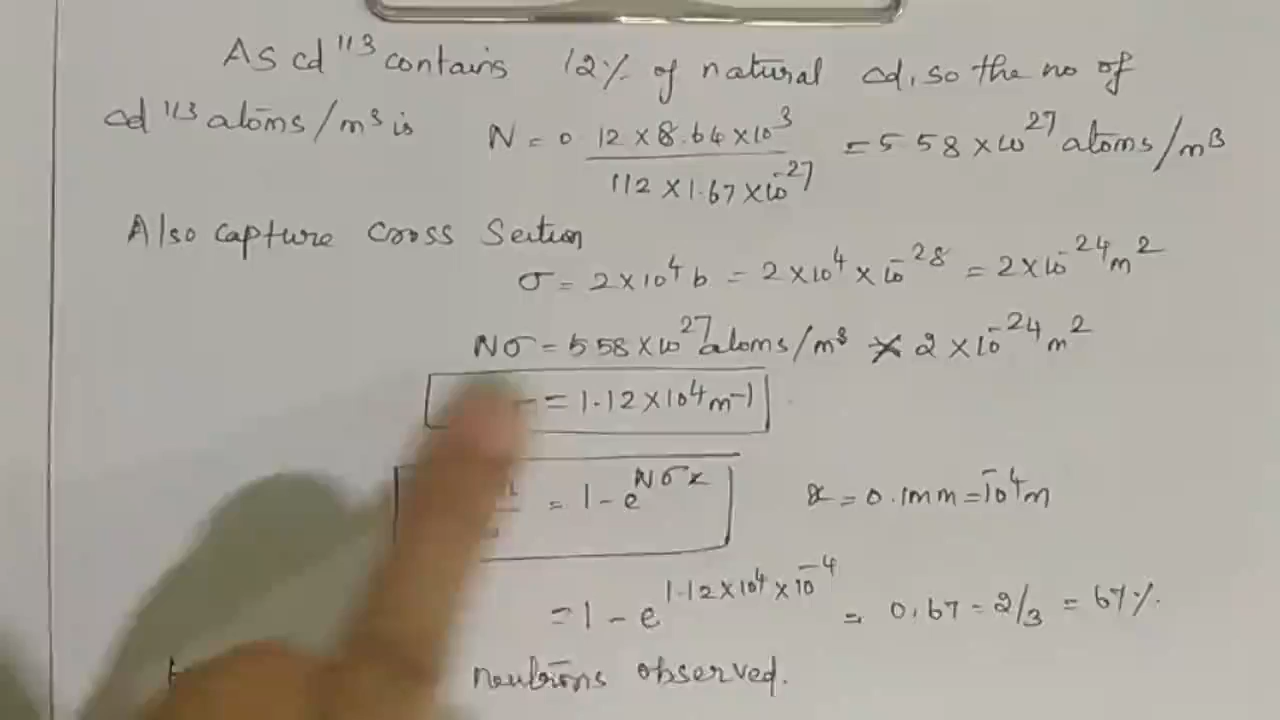 As cd¹¹³ contains 12% of natural cd, so the no of
cd¹¹³ atoms/m³ is N = 0.12 × 8.64 × 10³ / 112 × 1.67 × 10⁻²⁷ = 5.58 × 10²⁷ atoms/m³
Also capture cross Section
σ = 2×10⁴ b = 2×10⁴ × 10⁻²⁸ = 2×10⁻²⁴ m²
Nσ = 5.58 × 10²⁷ atoms/m³ × 2 × 10⁻²⁴ m²
= 1.12 × 10⁴ m⁻¹
= 1 - e^Nσx x = 0.1mm = 10⁻⁴ m
= 1 - e^1.12×10⁴×10⁻⁴ = 0.67 = 2/3 = 67%.
neutrons observed.